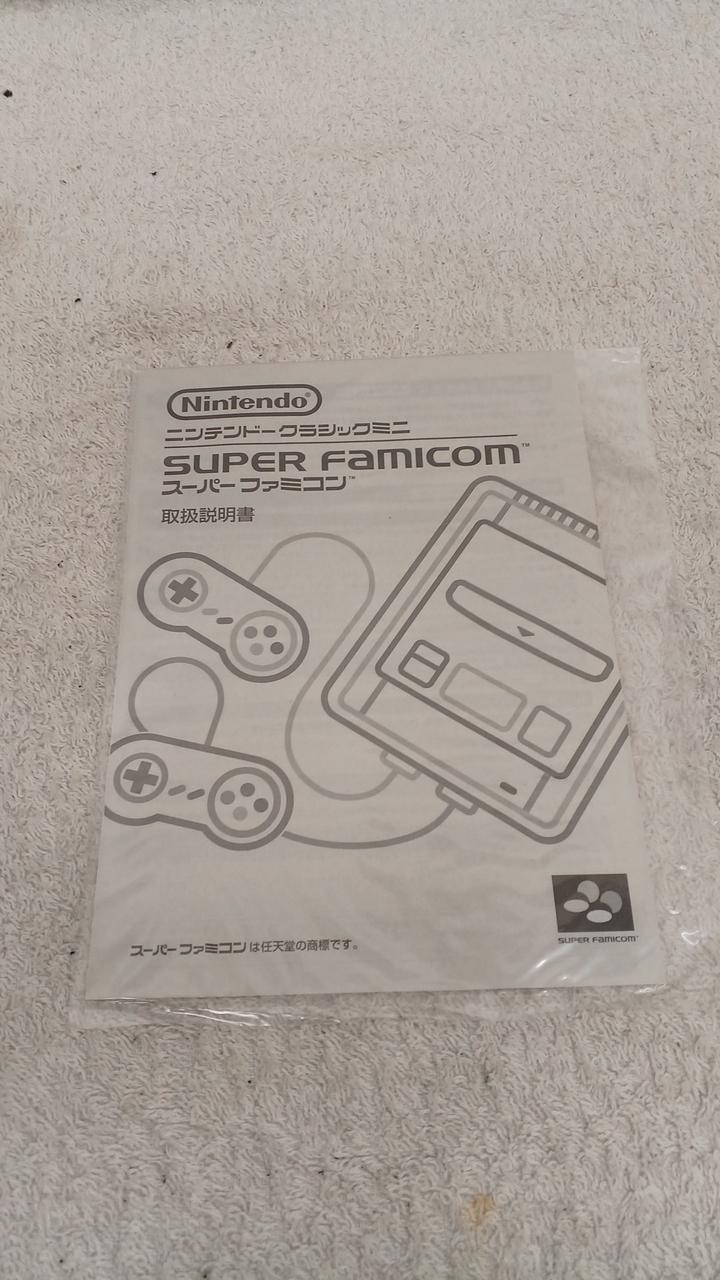 Nintendo®
ニンテンドークラシックミニ
SUPER FAMICOM™
スーパーファミコン™
取扱説明書
SUPER FAMICOM™
スーパーファミコンは任天堂の商標です。